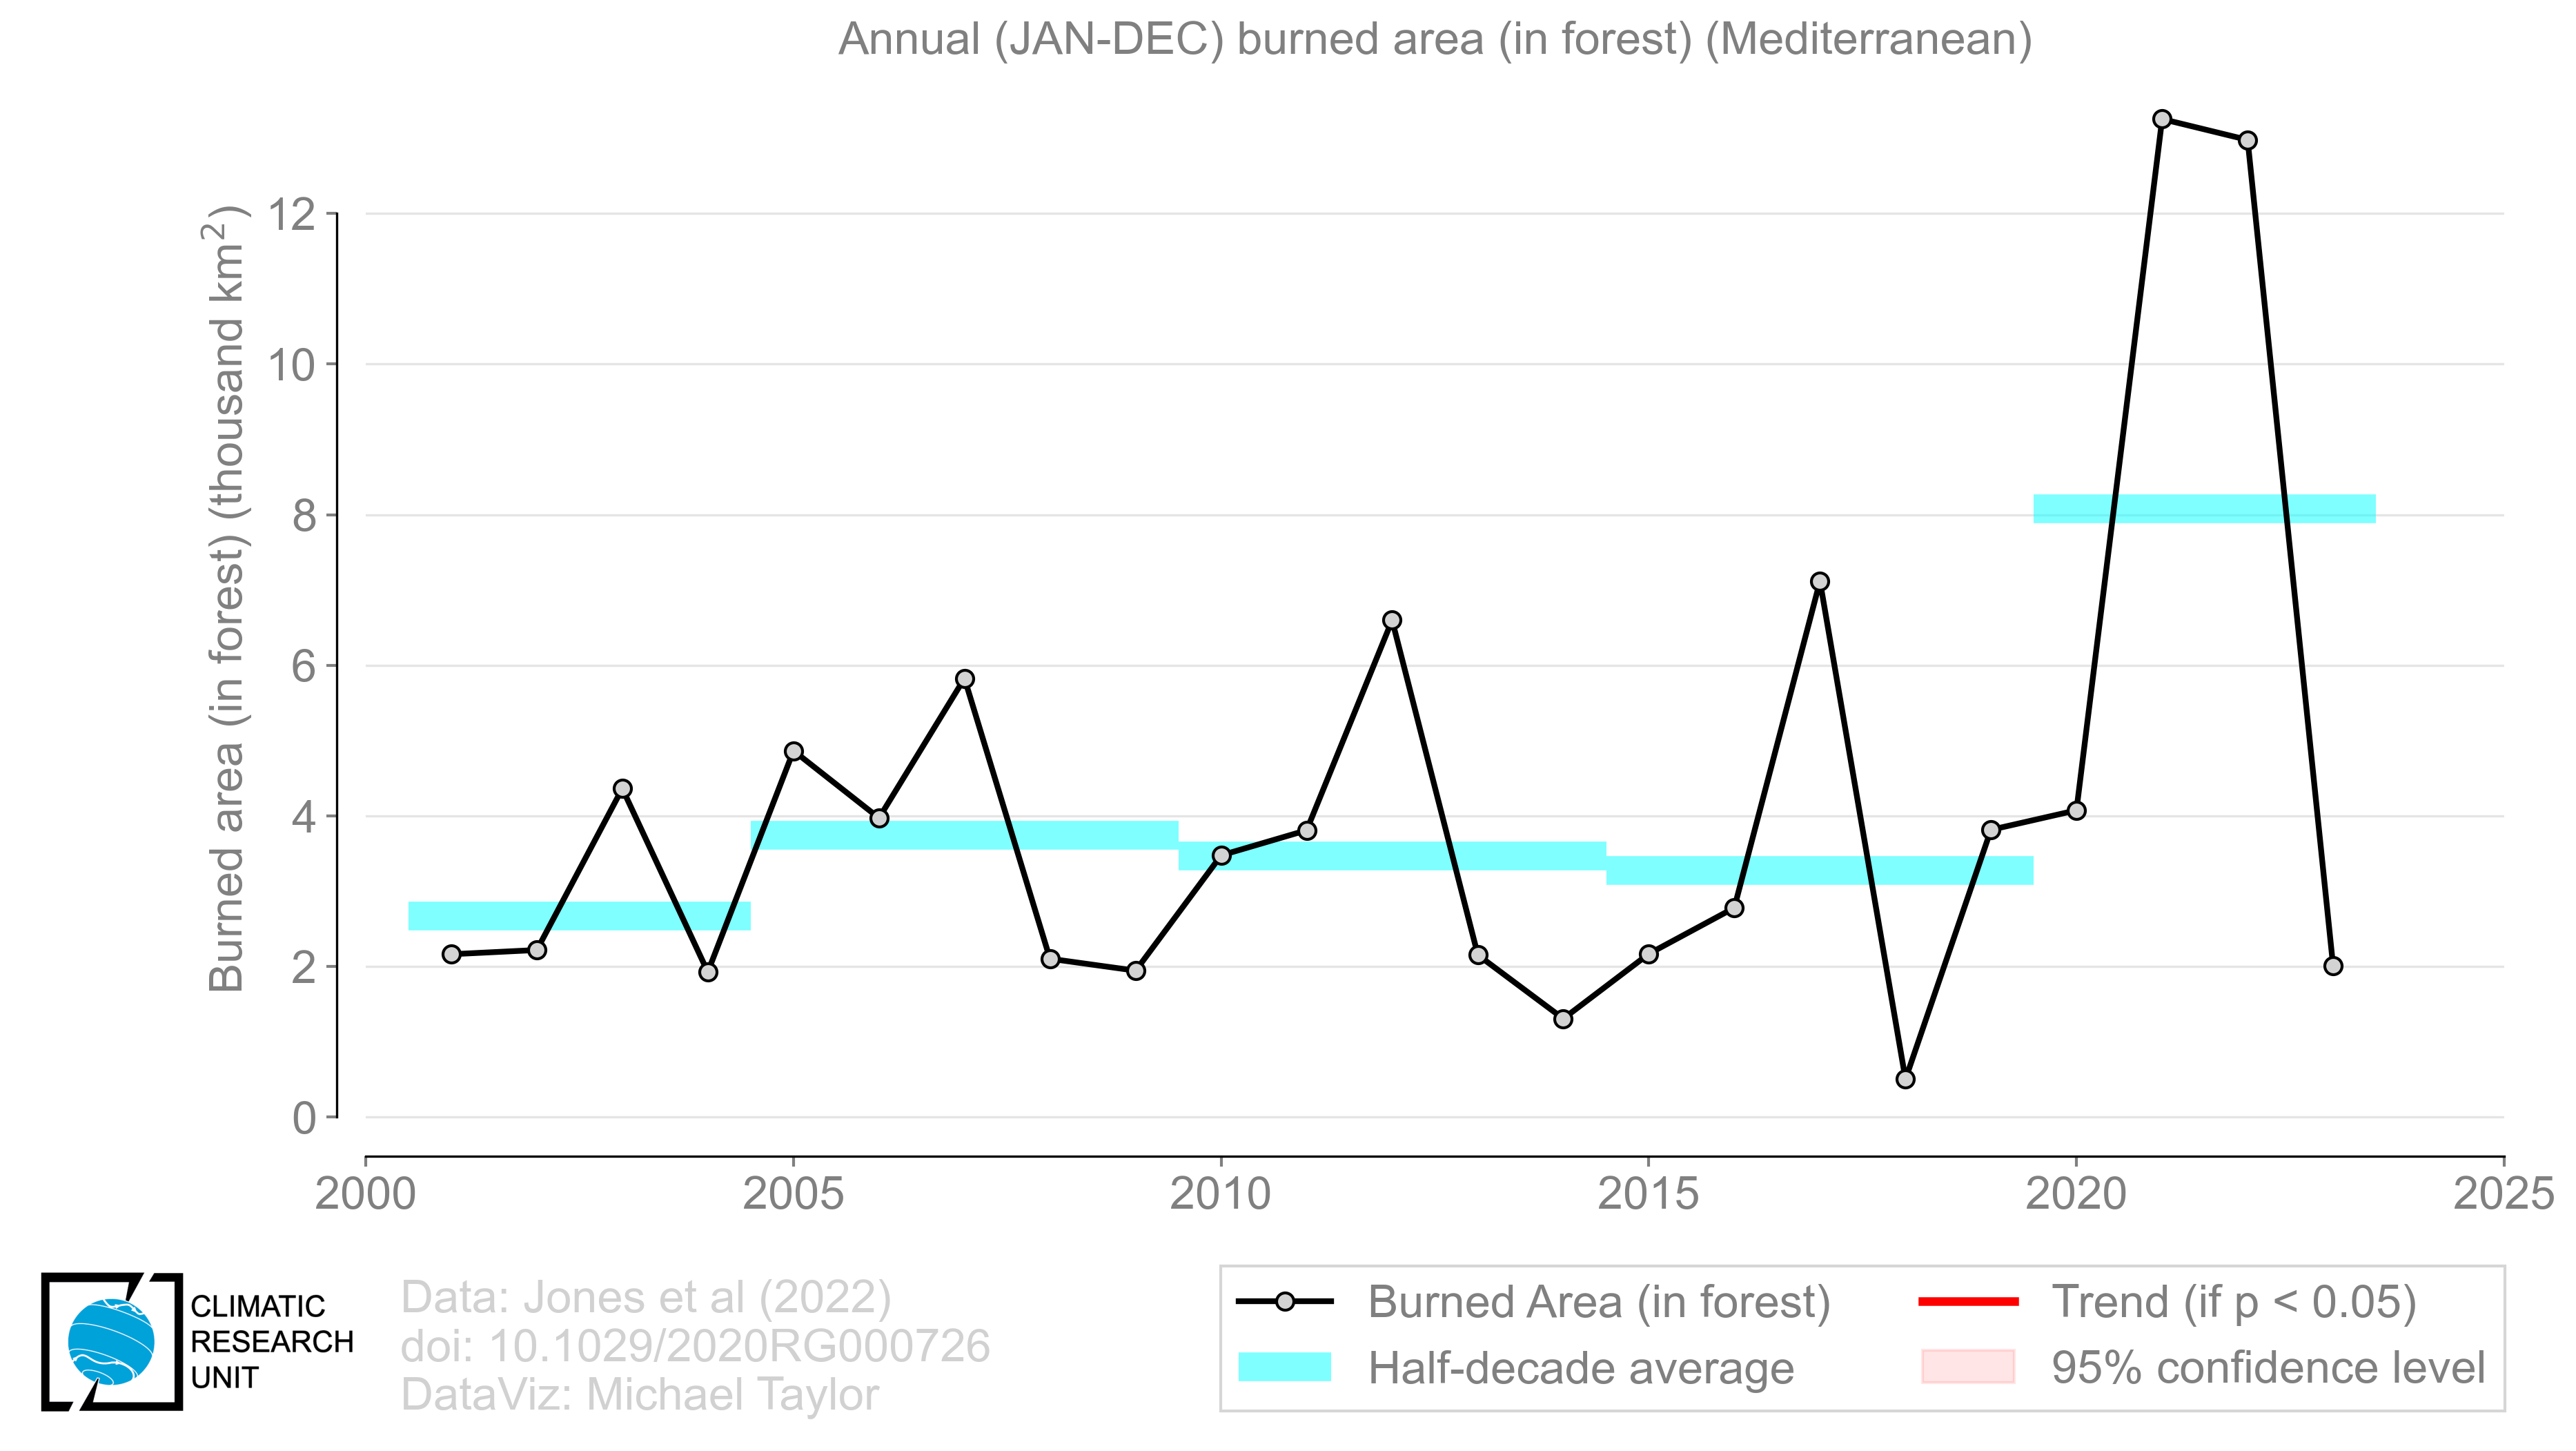 Annual (JAN-DEC) burned area (in forest) (Mediterranean)
Burned area (in forest) (thousand km²)
12
10
8
6
4
2
0
2000
2005
2010
2015
2020
2025
CLIMATIC
RESEARCH
UNIT
Data: Jones et al (2022)
doi: 10.1029/2020RG000726
DataViz: Michael Taylor
Burned Area (in forest)
Half-decade average
Trend (if p < 0.05)
95% confidence level